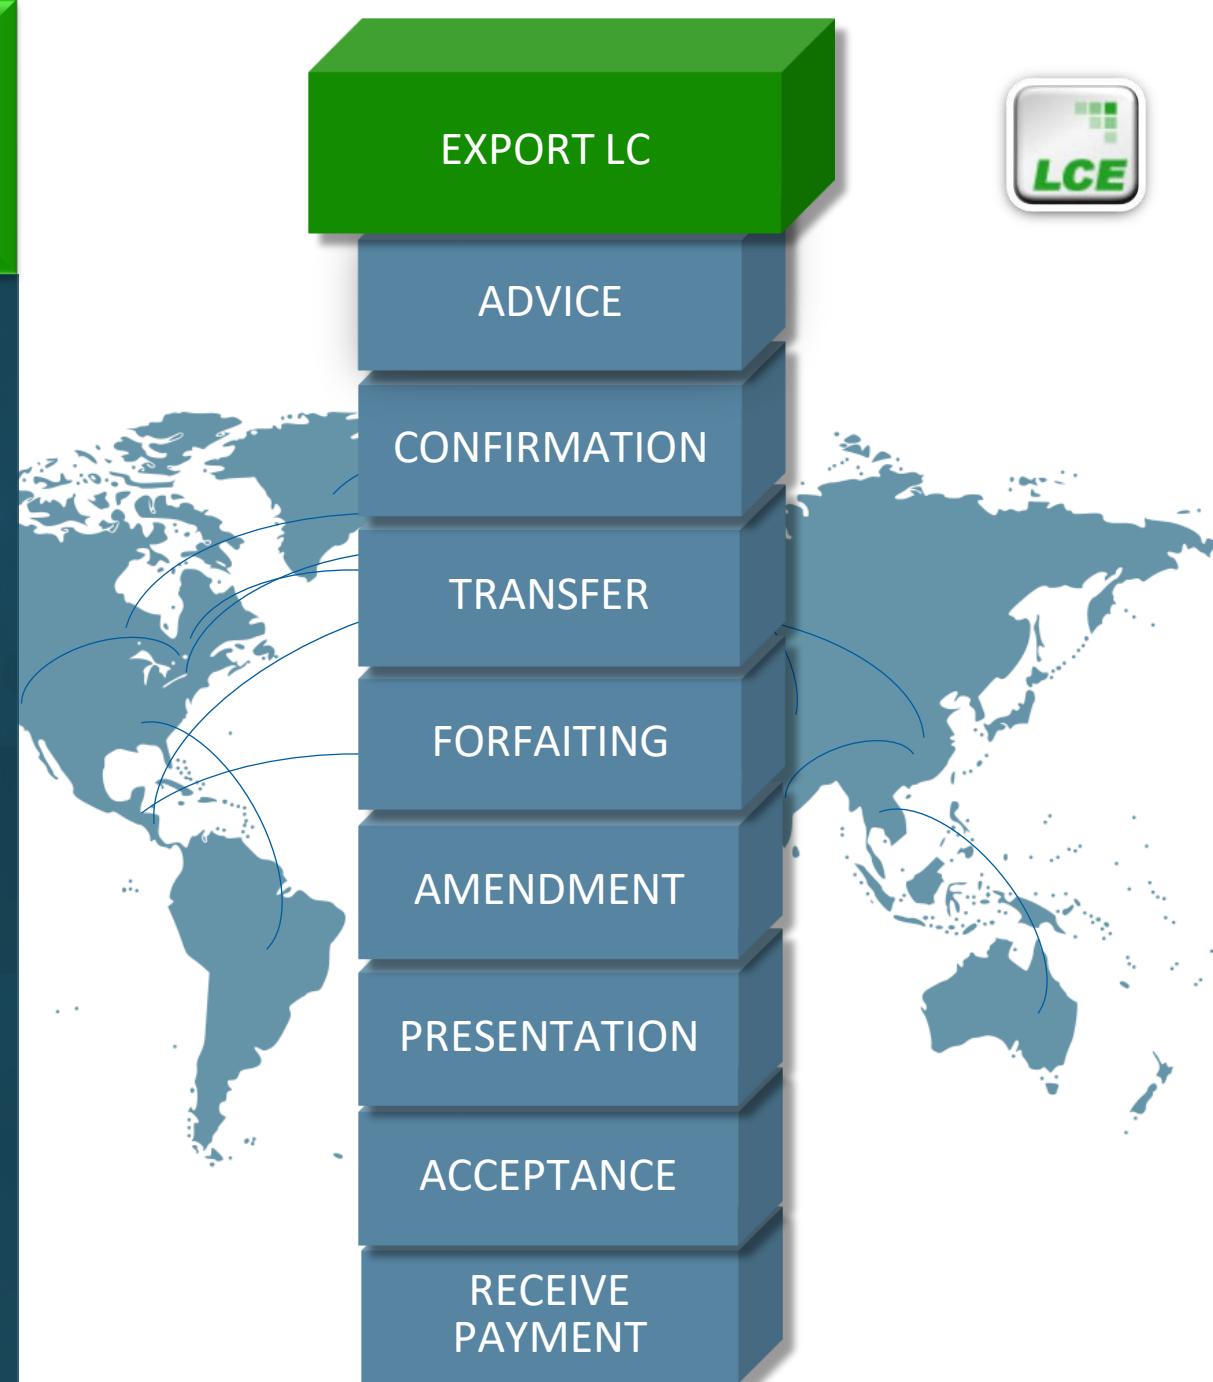 EXPORT LC
LCE
ADVICE
CONFIRMATION
TRANSFER
FORFAITING
AMENDMENT
PRESENTATION
ACCEPTANCE
RECEIVE
PAYMENT